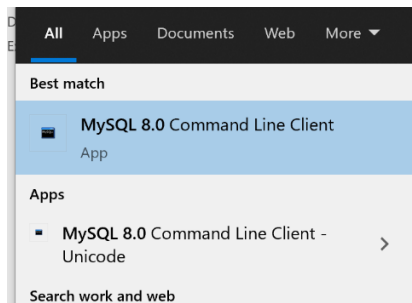 All Apps Documents Web More
Best match
MySQL 8.0 Command Line Client
App
Apps
MySQL 8.0 Command Line Client -
Unicode
Search work and web